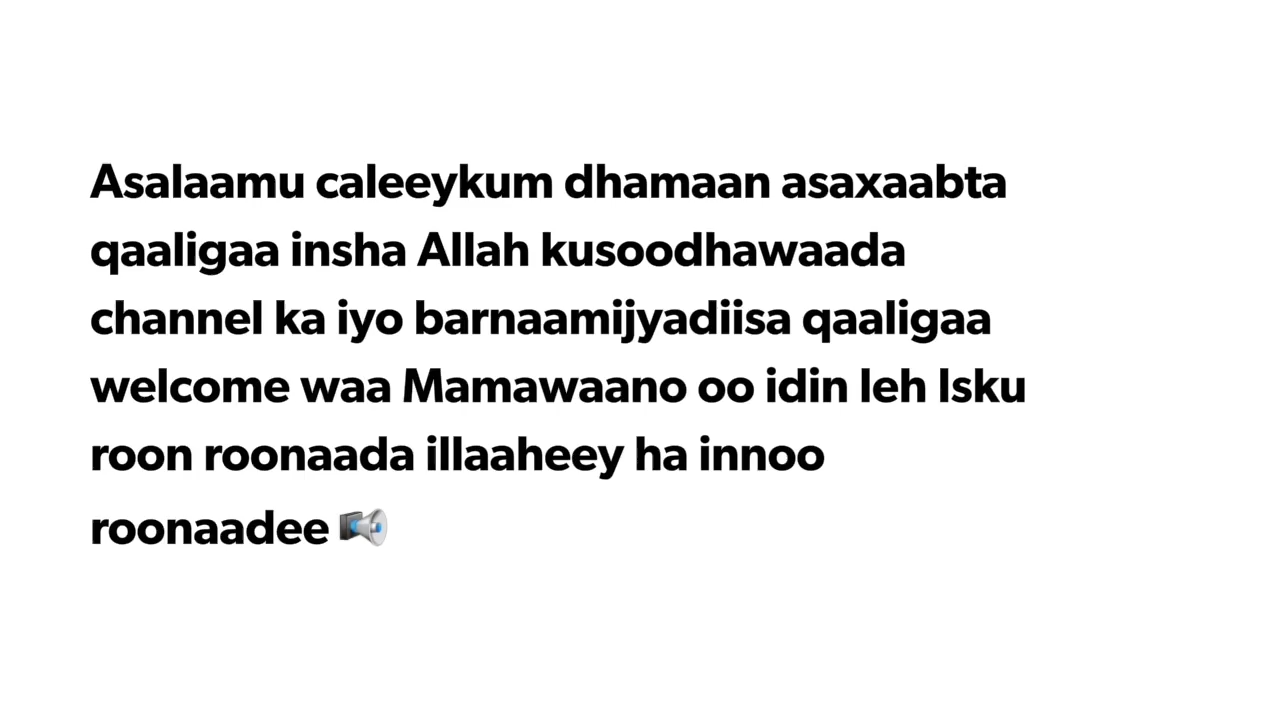 Asalaamu caleeykum dhamaan asaxaabta
qaaligaa insha Allah kusoodhawaada
channel ka iyo barnaamijyadiisa qaaligaa
welcome waa Mamawaano oo idin leh Isku
roon roonaada illaaheey ha innoo
roonaadee 🔊